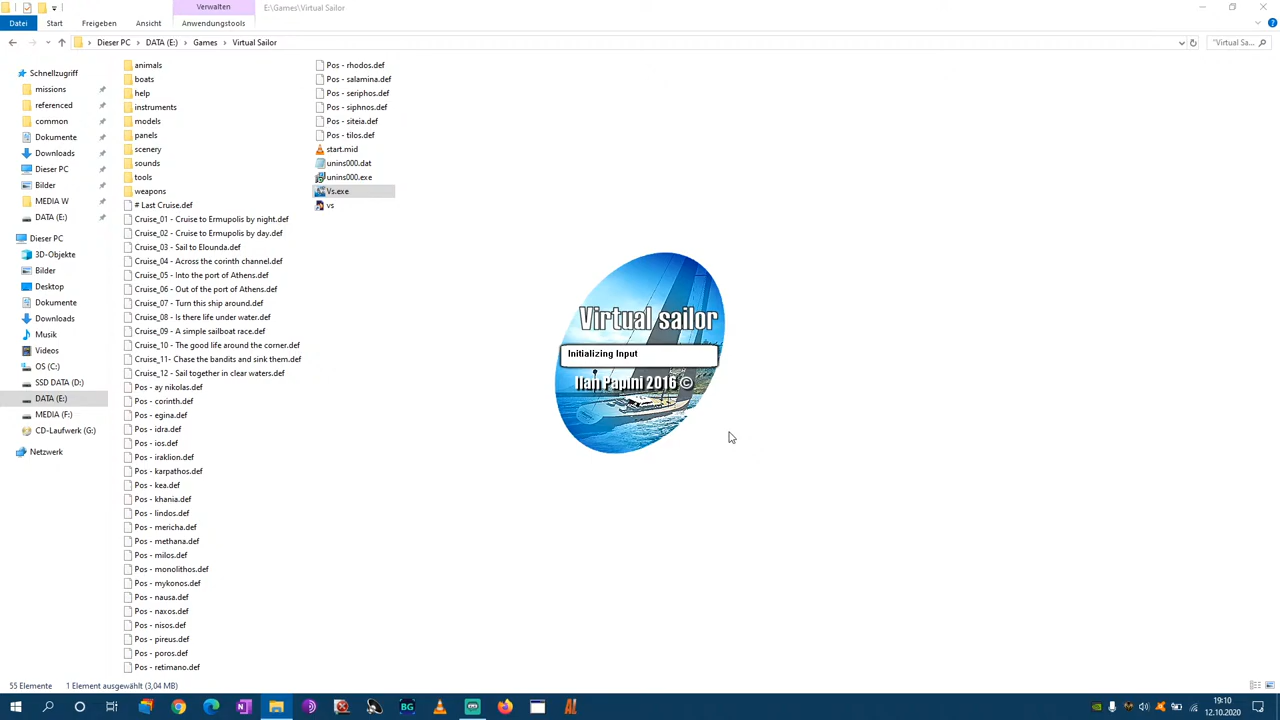 Verwalten
E:\Games\Virtual Sailor
Datei
Start
Freigeben
Ansicht
Anwendungstools
Dieser PC
DATA (E:)
Games
Virtual Sailor
"Virtual Sa...
Schnellzugriff
missions
referenced
common
Dokumente
Downloads
Dieser PC
Bilder
MEDIA W
DATA (E:)
Dieser PC
3D-Objekte
Bilder
Desktop
Dokumente
Downloads
Musik
Videos
OS (C:)
SSD DATA (D:)
DATA (E:)
MEDIA (F:)
CD-Laufwerk (G:)
Netzwerk
animals
boats
help
instruments
models
panels
scenery
sounds
tools
weapons
# Last Cruise.def
Cruise_01 - Cruise to Ermupolis by night.def
Cruise_02 - Cruise to Ermupolis by day.def
Cruise_03 - Sail to Elounda.def
Cruise_04 - Across the corinth channel.def
Cruise_05 - Into the port of Athens.def
Cruise_06 - Out of the port of Athens.def
Cruise_07 - Turn this ship around.def
Cruise_08 - Is there life under water.def
Cruise_09 - A simple sailboat race.def
Cruise_10 - The good life around the corner.def
Cruise_11- Chase the bandits and sink them.def
Cruise_12 - Sail together in clear waters.def
Pos - ay nikolas.def
Pos - corinth.def
Pos - egina.def
Pos - idra.def
Pos - ios.def
Pos - iraklion.def
Pos - karpathos.def
Pos - kea.def
Pos - khania.def
Pos - lindos.def
Pos - mericha.def
Pos - methana.def
Pos - milos.def
Pos - monolithos.def
Pos - mykonos.def
Pos - nausa.def
Pos - naxos.def
Pos - nisos.def
Pos - pireus.def
Pos - poros.def
Pos - retimano.def
Pos - rhodos.def
Pos - salamina.def
Pos - seriphos.def
Pos - siphnos.def
Pos - siteia.def
Pos - tilos.def
start.mid
unins000.dat
unins000.exe
Vs.exe
vs
Virtual sailor
Initializing Input
Ilan Papini 2016 ©
55 Elemente
1 Element ausgewählt (3,04 MB)
BG
19:10
12.10.2020